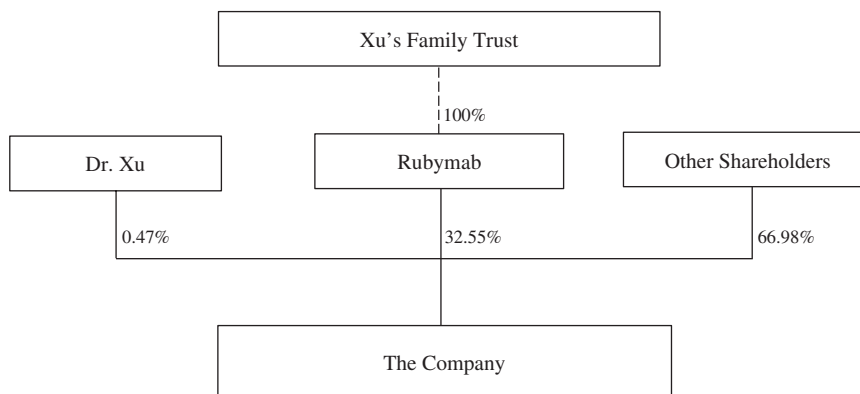 Xu’s Family Trust
100%
Dr. Xu
Rubymab
Other Shareholders
0.47%
32.55%
66.98%
The Company